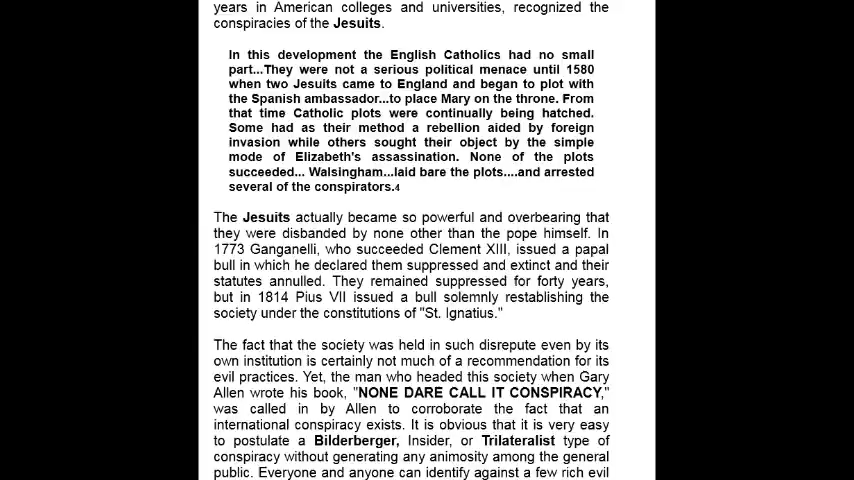 years in American colleges and universities, recognized the
conspiracies of the Jesuits.
In this development the English Catholics had no small
part...They were not a serious political menace until 1580
when two Jesuits came to England and began to plot with
the Spanish ambassador...to place Mary on the throne. From
that time Catholic plots were continually being hatched.
Some had as their method a rebellion aided by foreign
invasion while others sought their object by the simple
mode of Elizabeth's assassination. None of the plots
succeeded... Walsingham...laid bare the plots....and arrested
several of the conspirators.4
The Jesuits actually became so powerful and overbearing that
they were disbanded by none other than the pope himself. In
1773 Ganganelli, who succeeded Clement XIII, issued a papal
bull in which he declared them suppressed and extinct and their
statutes annulled. They remained suppressed for forty years,
but in 1814 Pius VII issued a bull solemnly restablishing the
society under the constitutions of "St. Ignatius."
The fact that the society was held in such disrepute even by its
own institution is certainly not much of a recommendation for its
evil practices. Yet, the man who headed this society when Gary
Allen wrote his book, "NONE DARE CALL IT CONSPIRACY,"
was called in by Allen to corroborate the fact that an
international conspiracy exists. It is obvious that it is very easy
to postulate a Bilderberger, Insider, or Trilateralist type of
conspiracy without generating any animosity among the general
public. Everyone and anyone can identify against a few rich evil